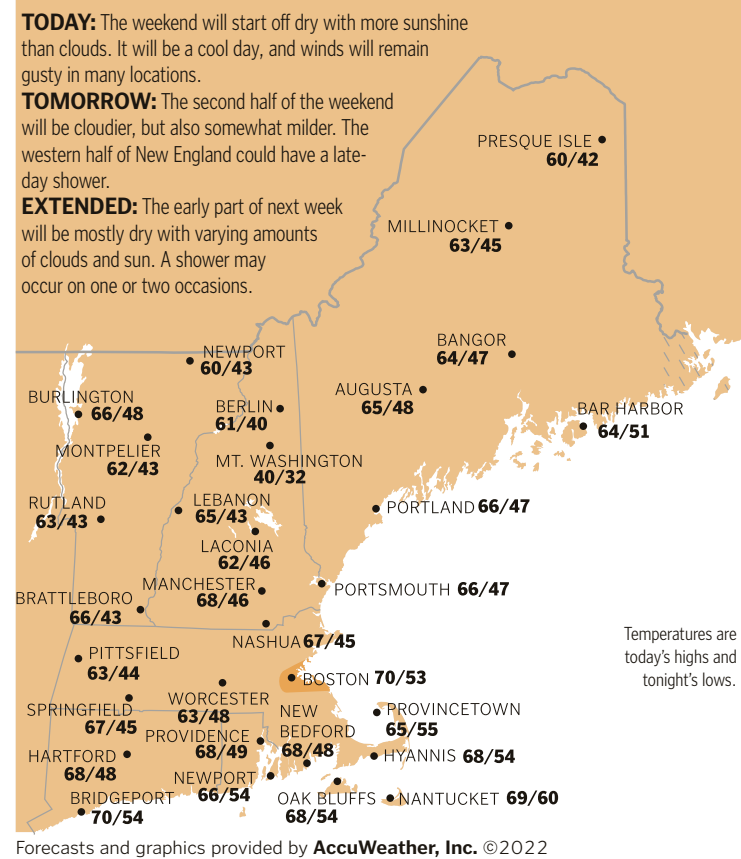 TODAY: The weekend will start off dry with more sunshine
than clouds. It will be a cool day, and winds will remain
gusty in many locations.
TOMORROW: The second half of the weekend
will be cloudier, but also somewhat milder. The
western half of New England could have a late-
day shower.
EXTENDED: The early part of next week
will be mostly dry with varying amounts
of clouds and sun. A shower may
occur on one or two occasions.
PRESQUE ISLE
60/42
MILLINOCKET
63/45
BANGOR
64/47
NEWPORT
60/43
AUGUSTA
65/48
BURLINGTON
66/48
BERLIN
61/40
BAR HARBOR
64/51
MONTPELIER
62/43
MT. WASHINGTON
40/32
RUTLAND
63/43
LEBANON
65/43
PORTLAND 66/47
LACONIA
62/46
MANCHESTER
68/46
PORTSMOUTH 66/47
BRATTLEBORO
66/43
NASHUA 67/45
Temperatures are
today's highs and
tonight's lows.
PITTSFIELD
63/44
BOSTON 70/53
WORCESTER
63/48
SPRINGFIELD
67/45
NEW
BEDFORD
68/48
PROVINCETOWN
65/55
PROVIDENCE
68/49
HARTFORD
68/48
HYANNIS 68/54
NEWPORT
66/54
BRIDGEPORT
70/54
OAK BLUFFS
68/54
NANTUCKET 69/60
Forecasts and graphics provided by AccuWeather, Inc. ©2022